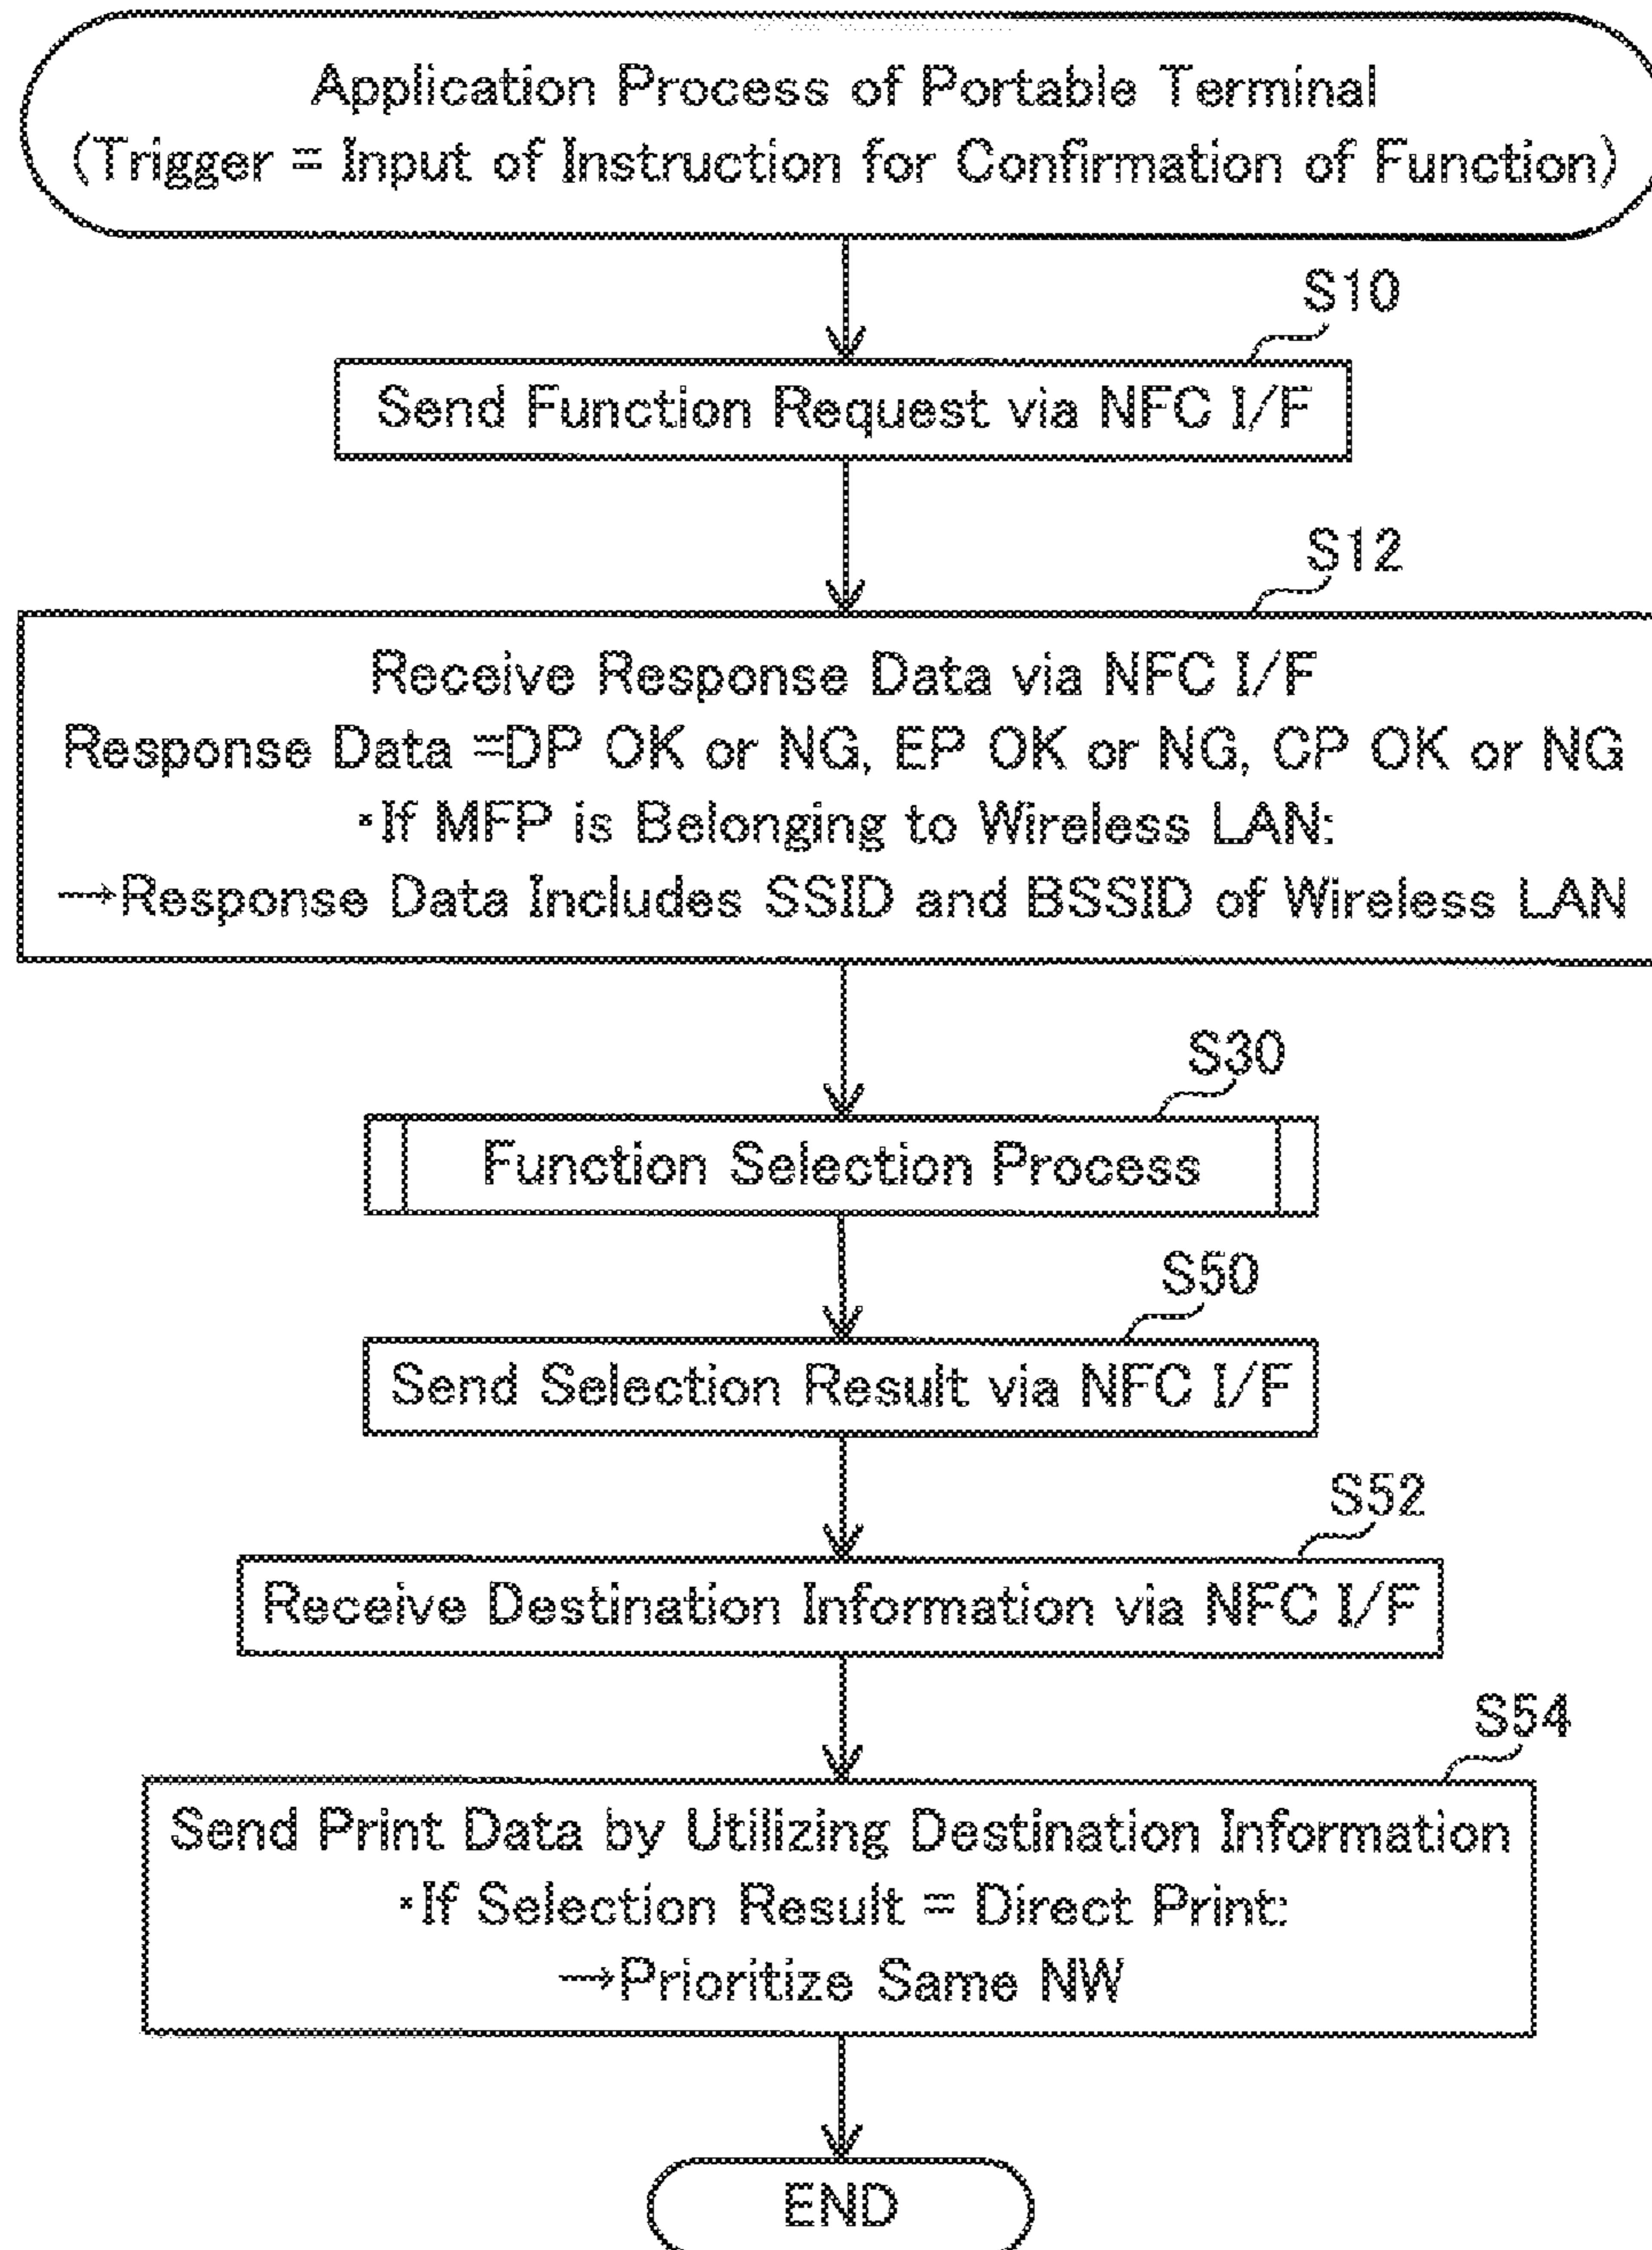 Application Process of Portable Terminal
(Trigger = Input of Instruction for Confirmation of Function)
S10
Send Function Request via NFC I/F
S12
Receive Response Data via NFC I/F
Response Data =DP OK or NG, EP OK or NG, CP OK or NG
・If MFP is Belonging to Wireless LAN:
→Response Data Includes SSID and BSSID of Wireless LAN
S30
Function Selection Process
S50
Send Selection Result via NFC I/F
S52
Receive Destination Information via NFC I/F
S54
Send Print Data by Utilizing Destination Information
・If Selection Result = Direct Print:
→Prioritize Same NW
END